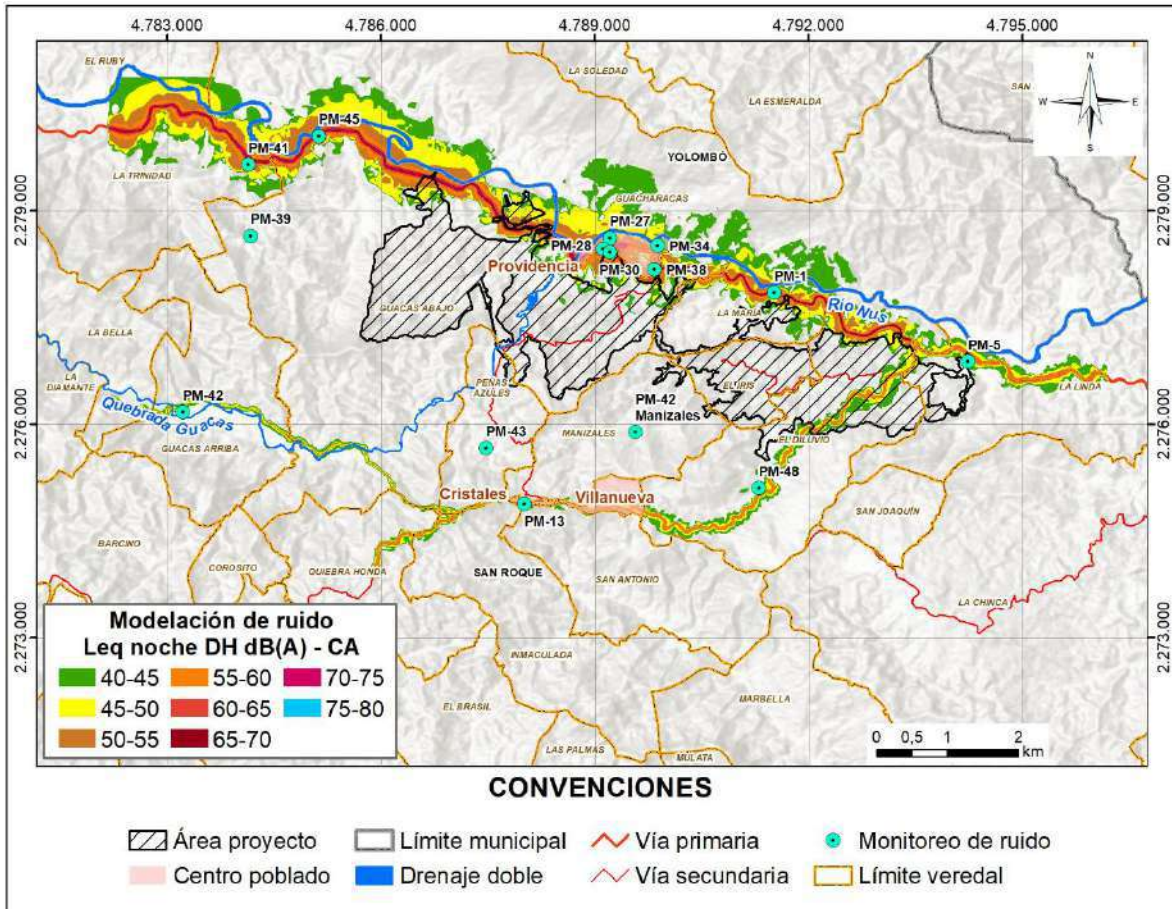 4.783.000 4.786.000 4.789.000 4.792.000 4.795.000
EL RUBY
LA SOLEDAD
LA ESMERALDA
SAN
N
W E
S
PM-45
PM-41
YOLOMBÓ
LA TRINIDAD
2.279.000 2.279.000
GUACHARACAS
PM-39
PM-27
PM-28
PM-34
Providencia
PM-30
PM-38
PM-1
GUACAS ABAJO
LA MARIA
Río Nus
LA BELLA
PM-5
LA DIAMANTE
PEÑAS AZULES
EL IRIS
LA LINDA
PM-42
PM-42 Manizales
Quebrada Guacas
2.276.000 2.276.000
GUACAS ARRIBA
PM-43
MANIZALES
EL DILUVIO
PM-48
Cristales
Villanueva
PM-13
SAN JOAQUÍN
BARCINO
COROSITO
QUIEBRA HONDA
SAN ROQUE
SAN ANTONIO
LA CHINCA
2.273.000 2.273.000
INMACULADA
MARBELLA
EL BRASIL
LAS PALMAS
MULATA
Modelación de ruido
Leq noche DH dB(A) - CA
40-45 55-60 70-75
45-50 60-65 75-80
50-55 65-70
0 0,5 1 2
km
CONVENCIONES
Área proyecto Límite municipal Vía primaria Monitoreo de ruido
Centro poblado Drenaje doble Vía secundaria Límite veredal